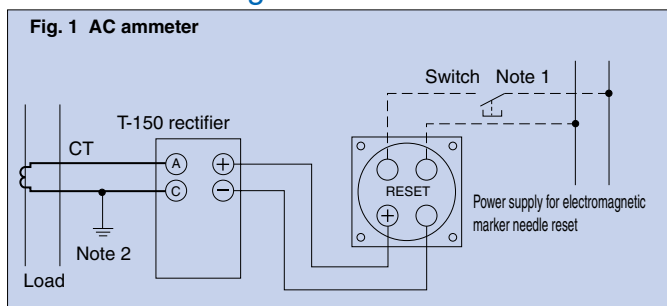 Fig. 1 AC ammeter
Switch Note 1
T-150 rectifier
CT
A +
C −
RESET
+
Power supply for electromagnetic
marker needle reset
Note 2
Load